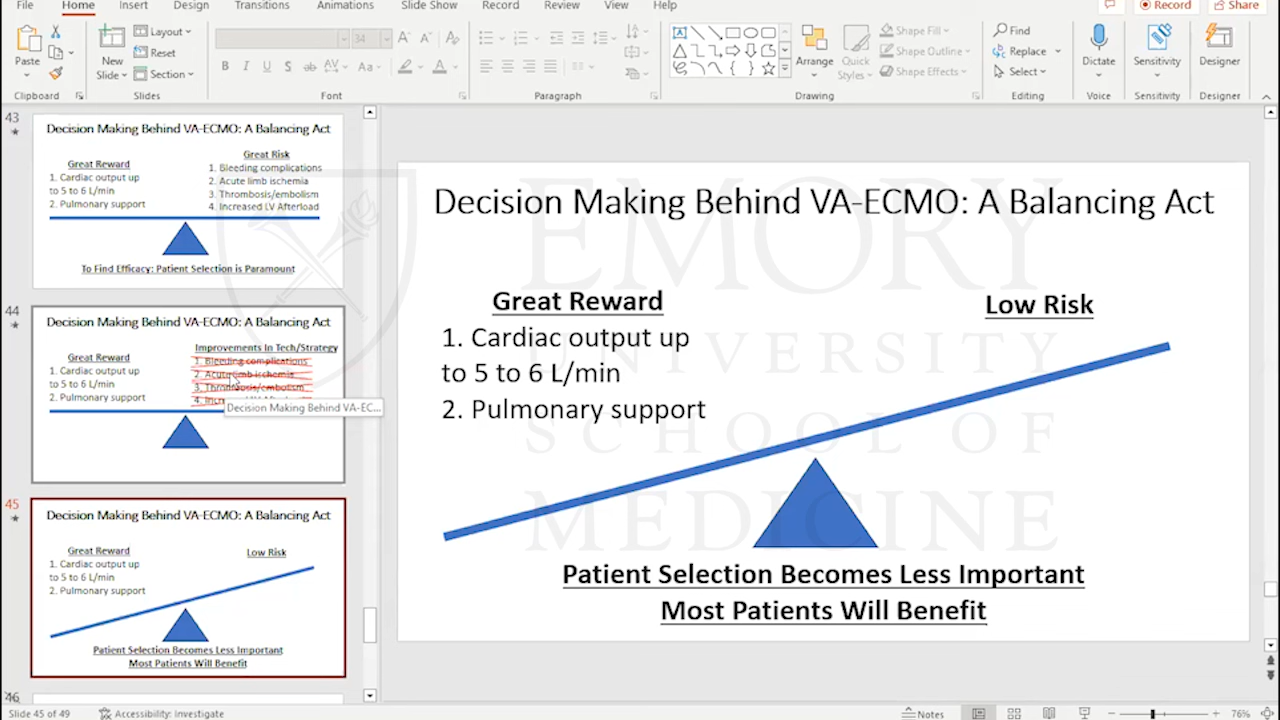 File Home Insert Design Transitions Animations Slide Show Record Review View Help Record Share
Paste
New
Slide
Layout
Reset
Section
34
B I U S ab AV Aa A
Arrange
Quick
Styles
Shape Fill
Shape Outline
Shape Effects
Find
Replace
Select
Dictate
Sensitivity
Designer
Clipboard Slides Font Paragraph Drawing Editing Voice Sensitivity Designer
43
Decision Making Behind VA-ECMO: A Balancing Act
Great Reward
1. Cardiac output up
to 5 to 6 L/min
2. Pulmonary support
Great Risk
1. Bleeding complications
2. Acute limb ischemia
3. Thrombosis/embolism
4. Increased LV Afterload
To Find Efficacy: Patient Selection is Paramount
44
Decision Making Behind VA-ECMO: A Balancing Act
Great Reward
1. Cardiac output up
to 5 to 6 L/min
2. Pulmonary support
Improvements In Tech/Strategy
1. Bleeding complications
2. Acute limb ischemia
3. Thrombosis/embolism
4.
Decision Making Behind VA-EC...
45
Decision Making Behind VA-ECMO: A Balancing Act
Great Reward
1. Cardiac output up
to 5 to 6 L/min
2. Pulmonary support
Low Risk
Patient Selection Becomes Less Important
Most Patients Will Benefit
46
Decision Making Behind VA-ECMO: A Balancing Act
Great Reward
1. Cardiac output up
to 5 to 6 L/min
2. Pulmonary support
Low Risk
Patient Selection Becomes Less Important
Most Patients Will Benefit
EMORY
UNIVERSITY
SCHOOL OF
MEDICINE
Slide 45 of 49 Accessibility: Investigate Notes 76%